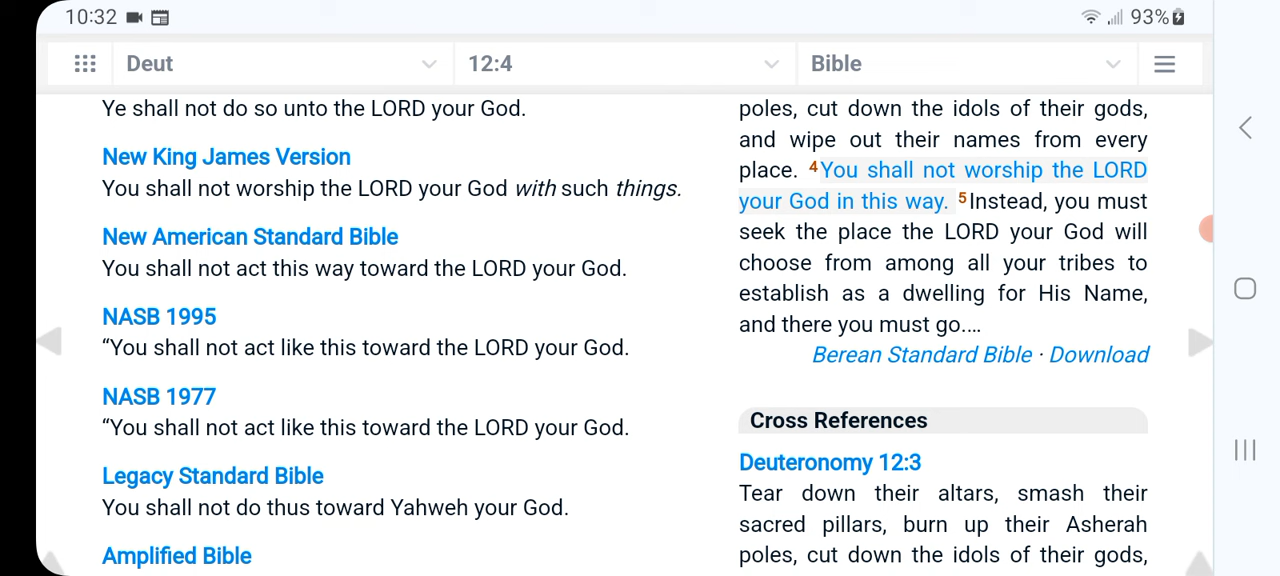 10:32
93%
Deut
12:4
Bible
Ye shall not do so unto the LORD your God.
New King James Version
You shall not worship the LORD your God with such things.
New American Standard Bible
You shall not act this way toward the LORD your God.
NASB 1995
“You shall not act like this toward the LORD your God.
NASB 1977
“You shall not act like this toward the LORD your God.
Legacy Standard Bible
You shall not do thus toward Yahweh your God.
Amplified Bible
poles, cut down the idols of their gods,
and wipe out their names from every
place. 4You shall not worship the LORD
your God in this way. 5Instead, you must
seek the place the LORD your God will
choose from among all your tribes to
establish as a dwelling for His Name,
and there you must go.…
Berean Standard Bible · Download
Cross References
Deuteronomy 12:3
Tear down their altars, smash their
sacred pillars, burn up their Asherah
poles, cut down the idols of their gods,